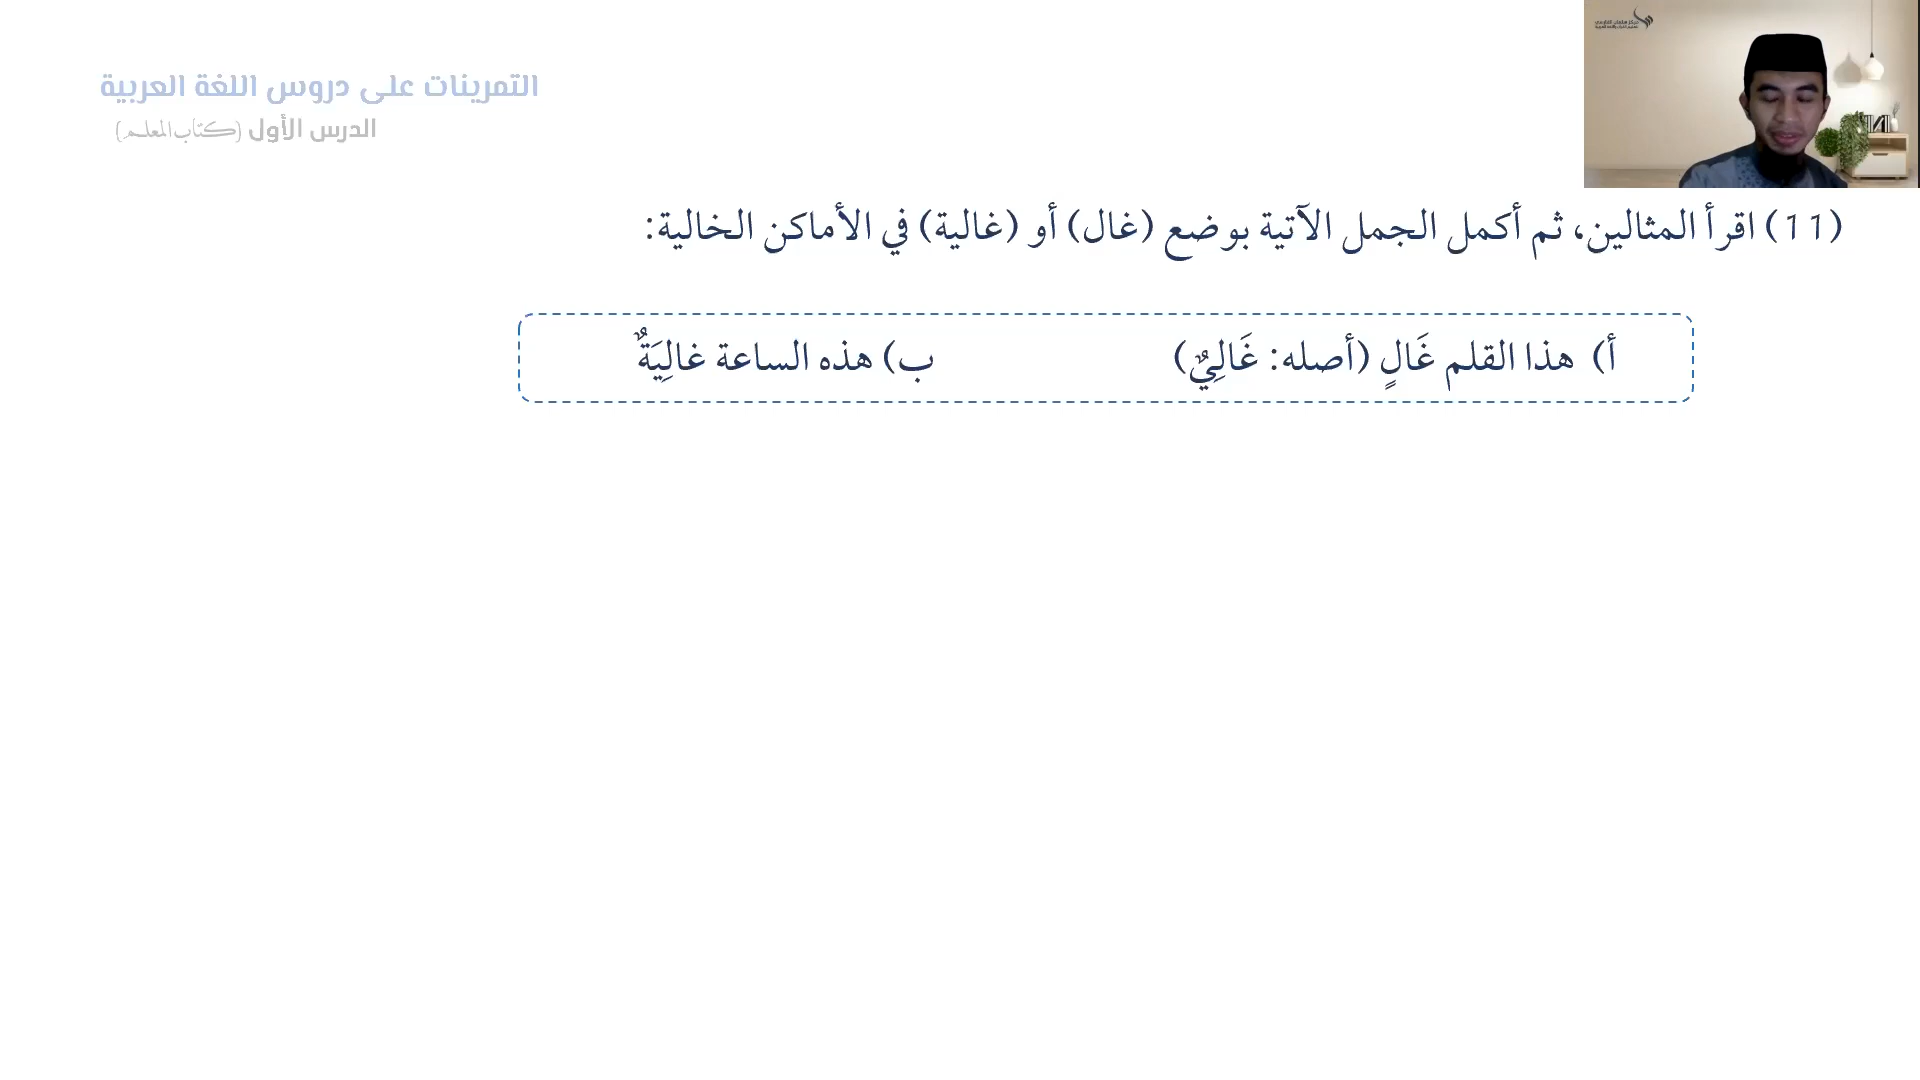 التمرينات على دروس اللغة العربية
الدرس الأول (كتاب المعلم)
(11) اقرأ المثالين، ثم أكمل الجمل الآتية بوضع (غال) أو (غالية) في الأماكن الخالية:
أ) هذا القلم غَالٍ (أصله: غَالِيٌ) ب) هذه الساعة غالِيَةٌ